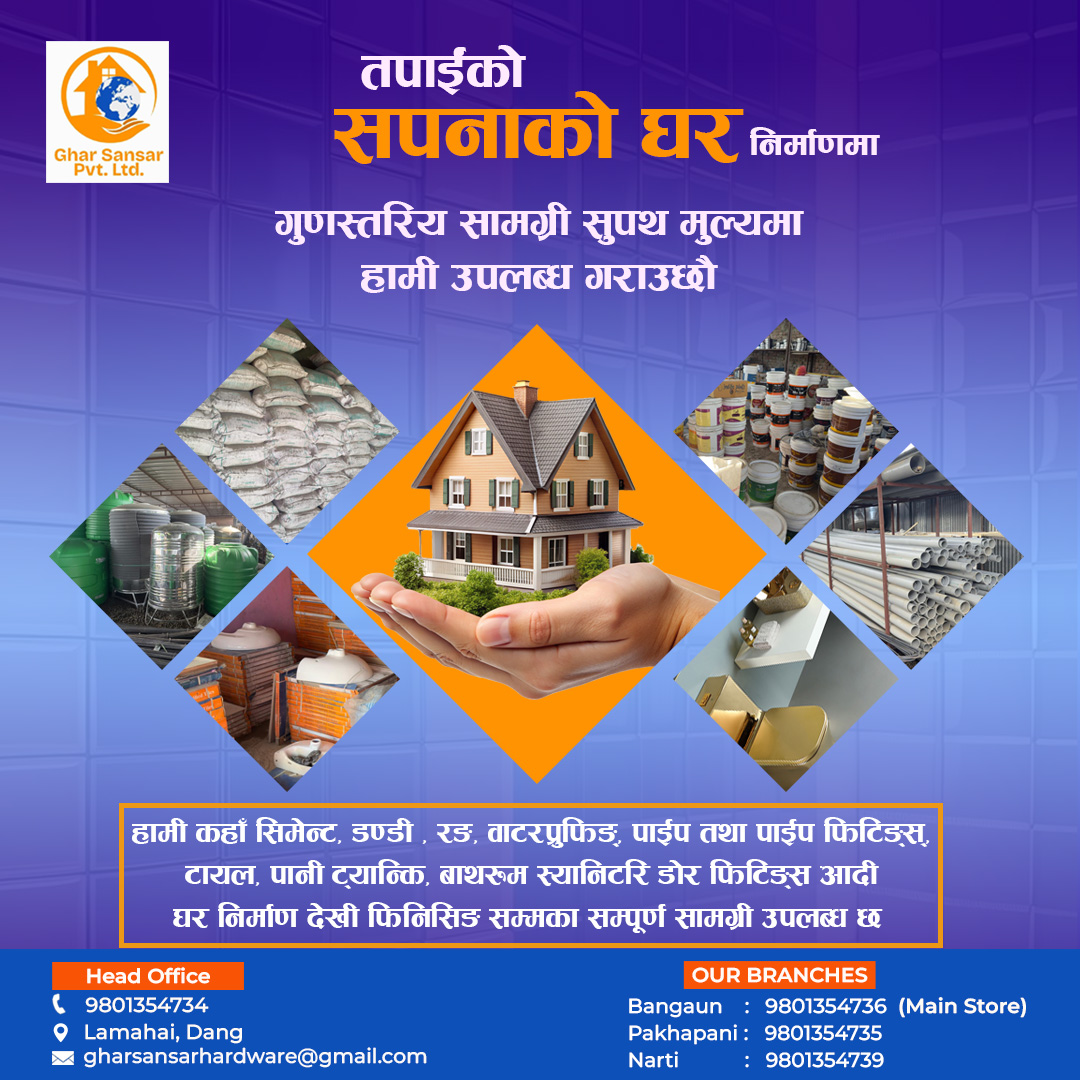 Ghar Sansar
Pvt. Ltd.
तपाईंको
सपनाको घर निर्माणमा
गुणस्तरिय सामग्री सुपथ मुल्यमा
हामी उपलब्ध गराउछौ
हामी कहाँ सिमेन्ट, डण्डी , रङ, वाटरप्रुफिङ्, पाईप तथा पाईप फिटिङ्स्,
टायल, पानी ट्यान्कि, बाथरूम स्यानिटरि डोर फिटिङ्स आदी
घर निर्माण देखी फिनिसिङ सम्मका सम्पूर्ण सामग्री उपलब्ध छ
Head Office
9801354734
Lamahai, Dang
gharsansarhardware@gmail.com
OUR BRANCHES
Bangaun : 9801354736 (Main Store)
Pakhapani : 9801354735
Narti : 9801354739